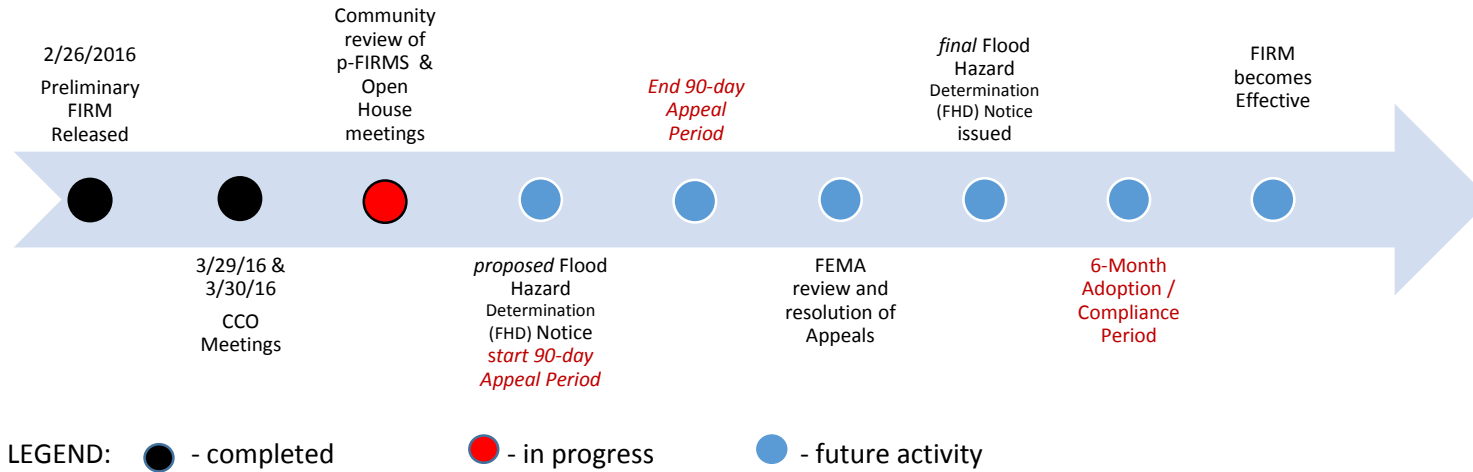 2/26/2016
Preliminary
FIRM
Released
3/29/16 &
3/30/16
CCO
Meetings
Community
review of
p-FIRMS &
Open
House
meetings
proposed Flood
Hazard
Determination
(FHD) Notice
start 90-day
Appeal Period
End 90-day
Appeal
Period
FEMA
review and
resolution of
Appeals
final Flood
Hazard
Determination
(FHD) Notice
issued
6-Month
Adoption /
Compliance
Period
FIRM
becomes
Effective
LEGEND: - completed - in progress - future activity